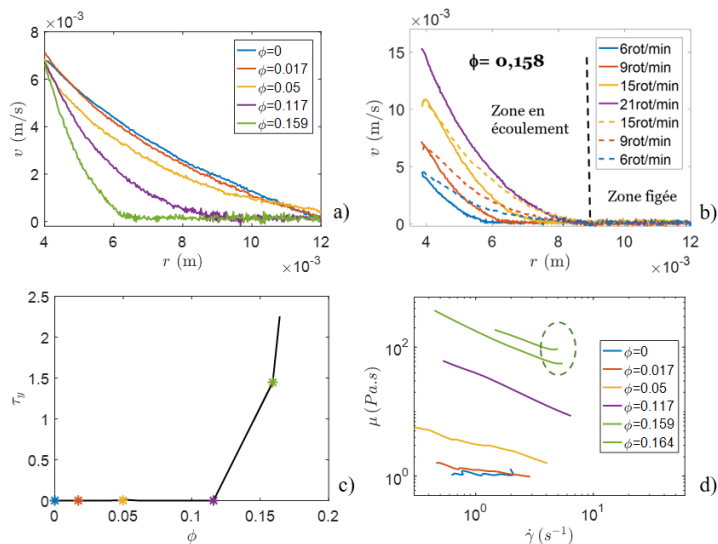 ×10⁻³
8
6
4
2
0
v (m/s)
ϕ=0
ϕ=0.017
ϕ=0.05
ϕ=0.117
ϕ=0.159
a)
4
6
8
10
12
r (m)
×10⁻³
×10⁻³
15
10
5
0
v (m/s)
ϕ= 0,158
Zone en
écoulement
6rot/min
9rot/min
15rot/min
21rot/min
15rot/min
9rot/min
6rot/min
Zone figée
b)
4
6
8
10
12
r (m)
×10⁻³
2.5
2
1.5
1
0.5
0
τy
c)
0
0.05
0.1
0.15
0.2
ϕ
10²
10¹
10⁰
μ (Pa.s)
ϕ=0
ϕ=0.017
ϕ=0.05
ϕ=0.117
ϕ=0.159
ϕ=0.164
d)
10⁰
10¹
γ̇ (s⁻¹)